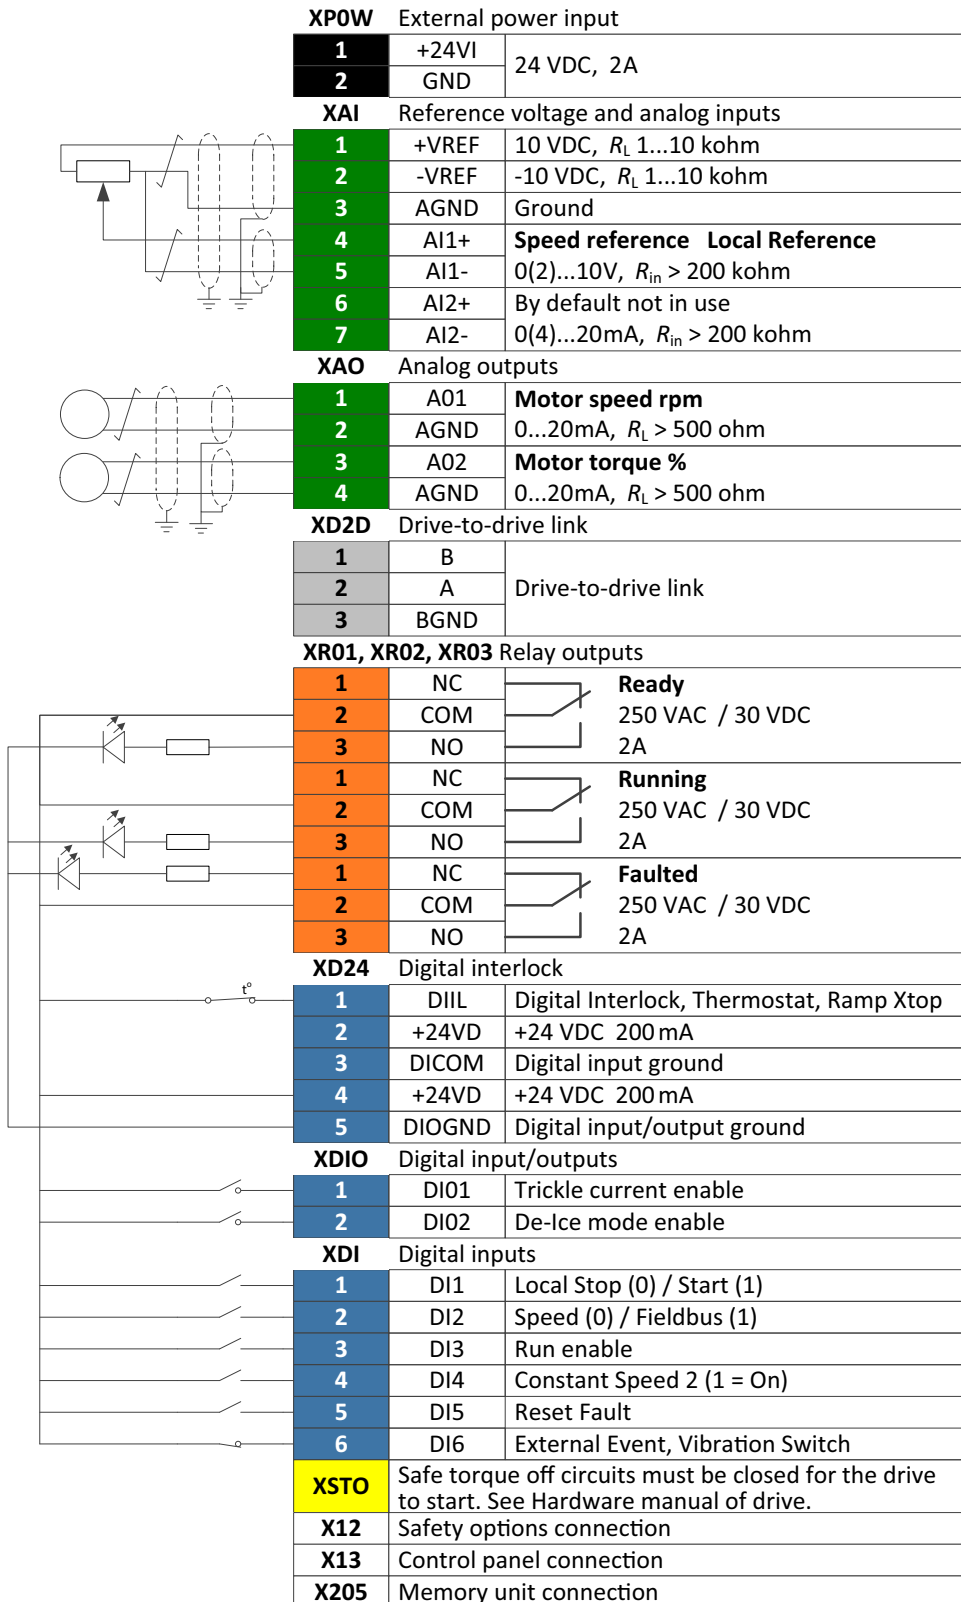 XP0W External power input
1 +24VI 24 VDC, 2A
2 GND
XAI Reference voltage and analog inputs
1 +VREF 10 VDC, RL 1...10 kohm
2 -VREF -10 VDC, RL 1...10 kohm
3 AGND Ground
4 AI1+ Speed reference Local Reference
5 AI1- 0(2)...10V, Rin > 200 kohm
6 AI2+ By default not in use
7 AI2- 0(4)...20mA, Rin > 200 kohm
XAO Analog outputs
1 A01 Motor speed rpm
2 AGND 0...20mA, RL > 500 ohm
3 A02 Motor torque %
4 AGND 0...20mA, RL > 500 ohm
XD2D Drive-to-drive link
1 B
2 A Drive-to-drive link
3 BGND
XR01, XR02, XR03 Relay outputs
1 NC Ready
2 COM 250 VAC / 30 VDC
3 NO 2A
1 NC Running
2 COM 250 VAC / 30 VDC
3 NO 2A
1 NC Faulted
2 COM 250 VAC / 30 VDC
3 NO 2A
XD24 Digital interlock
t° 1 DIIL Digital Interlock, Thermostat, Ramp Xtop
2 +24VD +24 VDC 200 mA
3 DICOM Digital input ground
4 +24VD +24 VDC 200 mA
5 DIOGND Digital input/output ground
XDIO Digital input/outputs
1 DI01 Trickle current enable
2 DI02 De-Ice mode enable
XDI Digital inputs
1 DI1 Local Stop (0) / Start (1)
2 DI2 Speed (0) / Fieldbus (1)
3 DI3 Run enable
4 DI4 Constant Speed 2 (1 = On)
5 DI5 Reset Fault
6 DI6 External Event, Vibration Switch
XSTO Safe torque off circuits must be closed for the drive
to start. See Hardware manual of drive.
X12 Safety options connection
X13 Control panel connection
X205 Memory unit connection